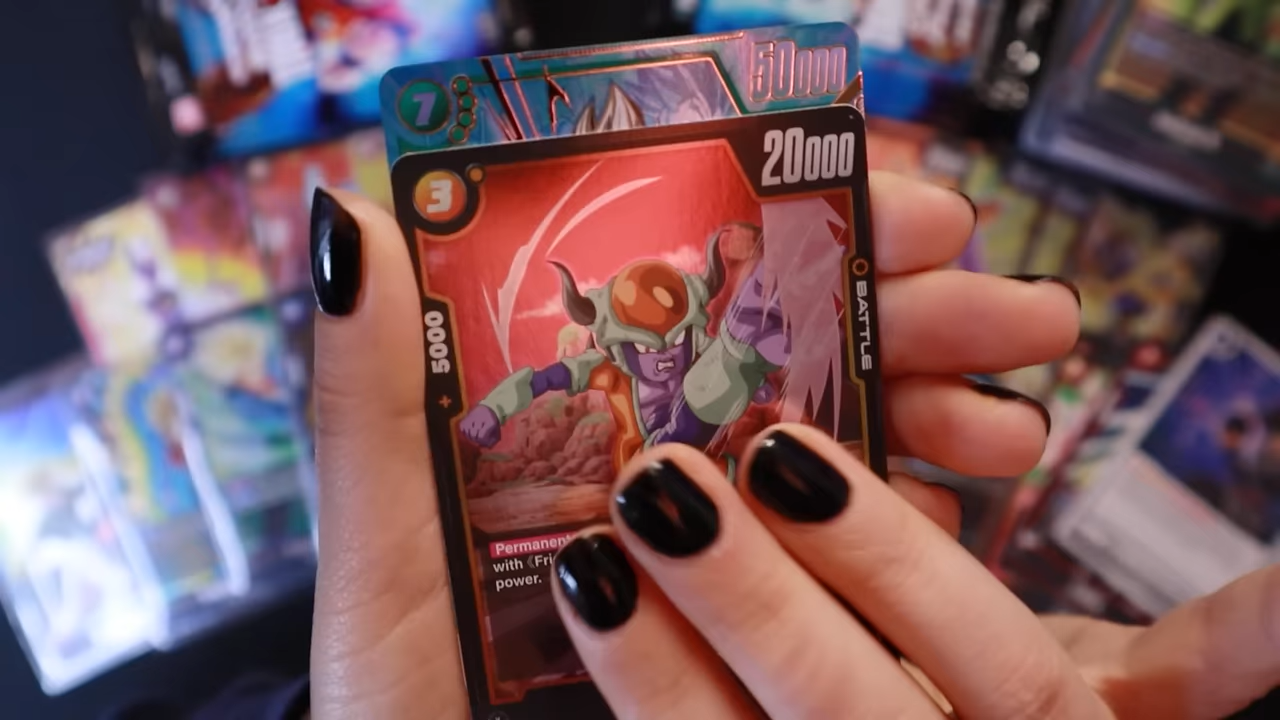 7
50000
3
20000
+ 5000
BATTLE
Permanent
with《Fri
power.